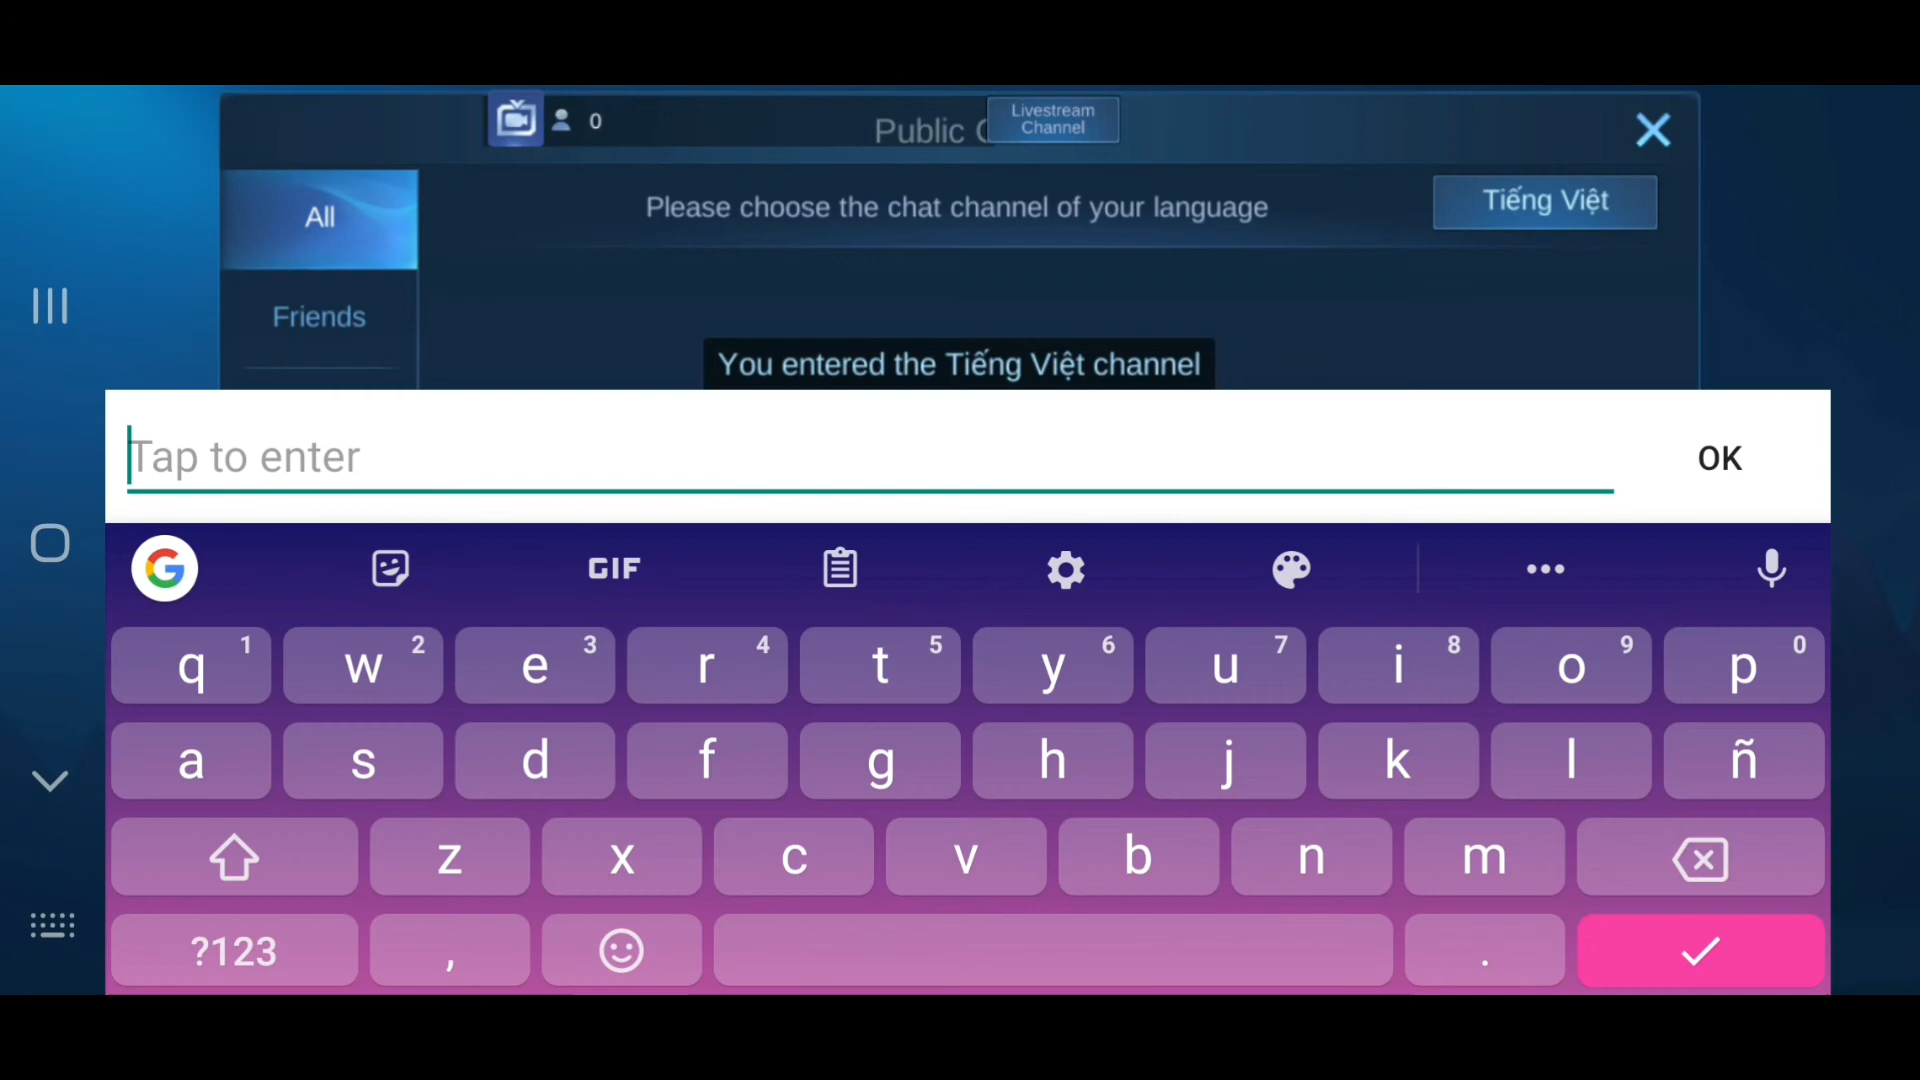 0
Public
Livestream
Channel
All
Please choose the chat channel of your language
Tiếng Việt
Friends
You entered the Tiếng Việt channel
Tap to enter
OK
G GIF
q 1 w 2 e 3 r 4 t 5 y 6 u 7 i 8 o 9 p 0
a s d f g h j k l ñ
z x c v b n m
?123 , .